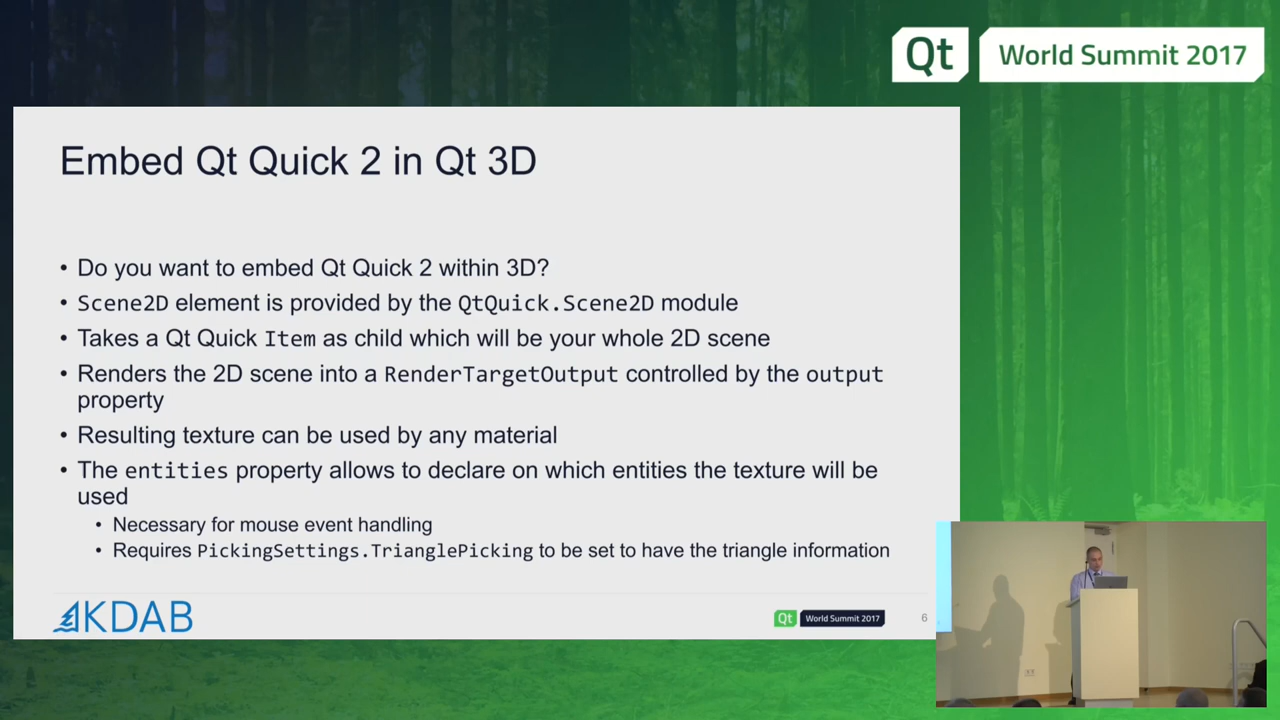 Qt World Summit 2017
Embed Qt Quick 2 in Qt 3D
• Do you want to embed Qt Quick 2 within 3D?
• Scene2D element is provided by the QtQuick.Scene2D module
• Takes a Qt Quick Item as child which will be your whole 2D scene
• Renders the 2D scene into a RenderTargetOutput controlled by the output
property
• Resulting texture can be used by any material
• The entities property allows to declare on which entities the texture will be
used
• Necessary for mouse event handling
• Requires PickingSettings.TrianglePicking to be set to have the triangle information
KDAB
Qt World Summit 2017
6